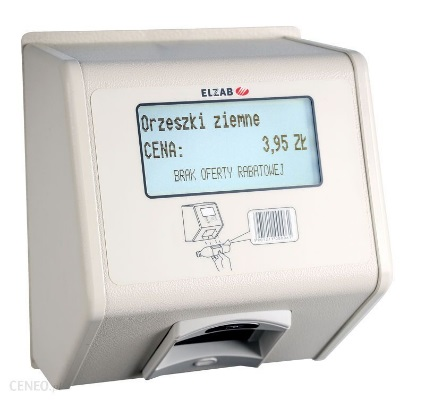 ELZAB
Orzeszki ziemne
CENA: 3,95 ZŁ
BRAK OFERTY RABATOWEJ
CENEO